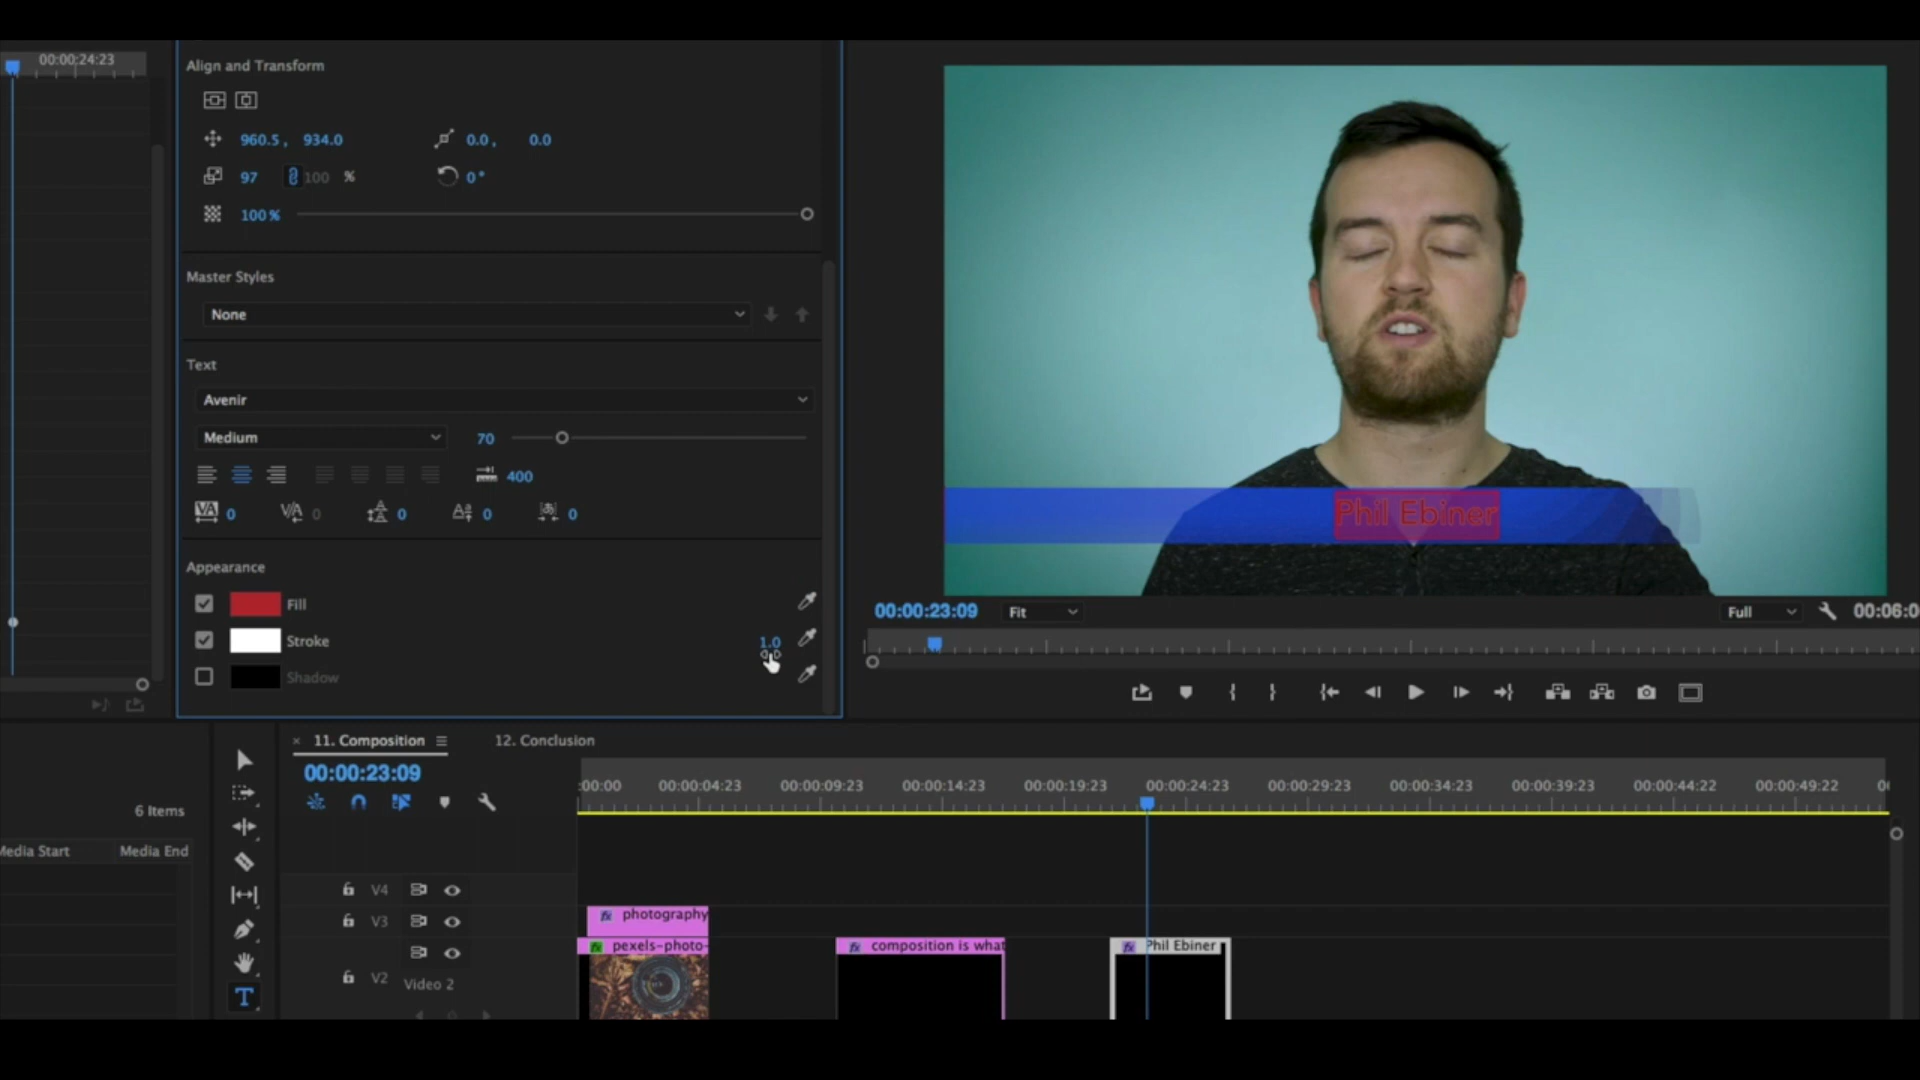 00:00:24:23
Align and Transform
960.5, 934.0 0.0, 0.0
97 100 % 0°
100 %
Master Styles
None
Text
Avenir
Medium 70
400
0 0 0 0 0
Appearance
Fill
Stroke 1.0
Shadow
Phil Ebiner
00:00:23:09 Fit Full 00:06:0
6 Items
Media Start Media End
× 11. Composition 12. Conclusion
00:00:23:09
:00:00 00:00:04:23 00:00:09:23 00:00:14:23 00:00:19:23 00:00:24:23 00:00:29:23 00:00:34:23 00:00:39:23 00:00:44:22 00:00:49:22 00
V4
V3 fx photography
fx pexels-photo- fx composition is what fx Phil Ebiner
V2 Video 2
T